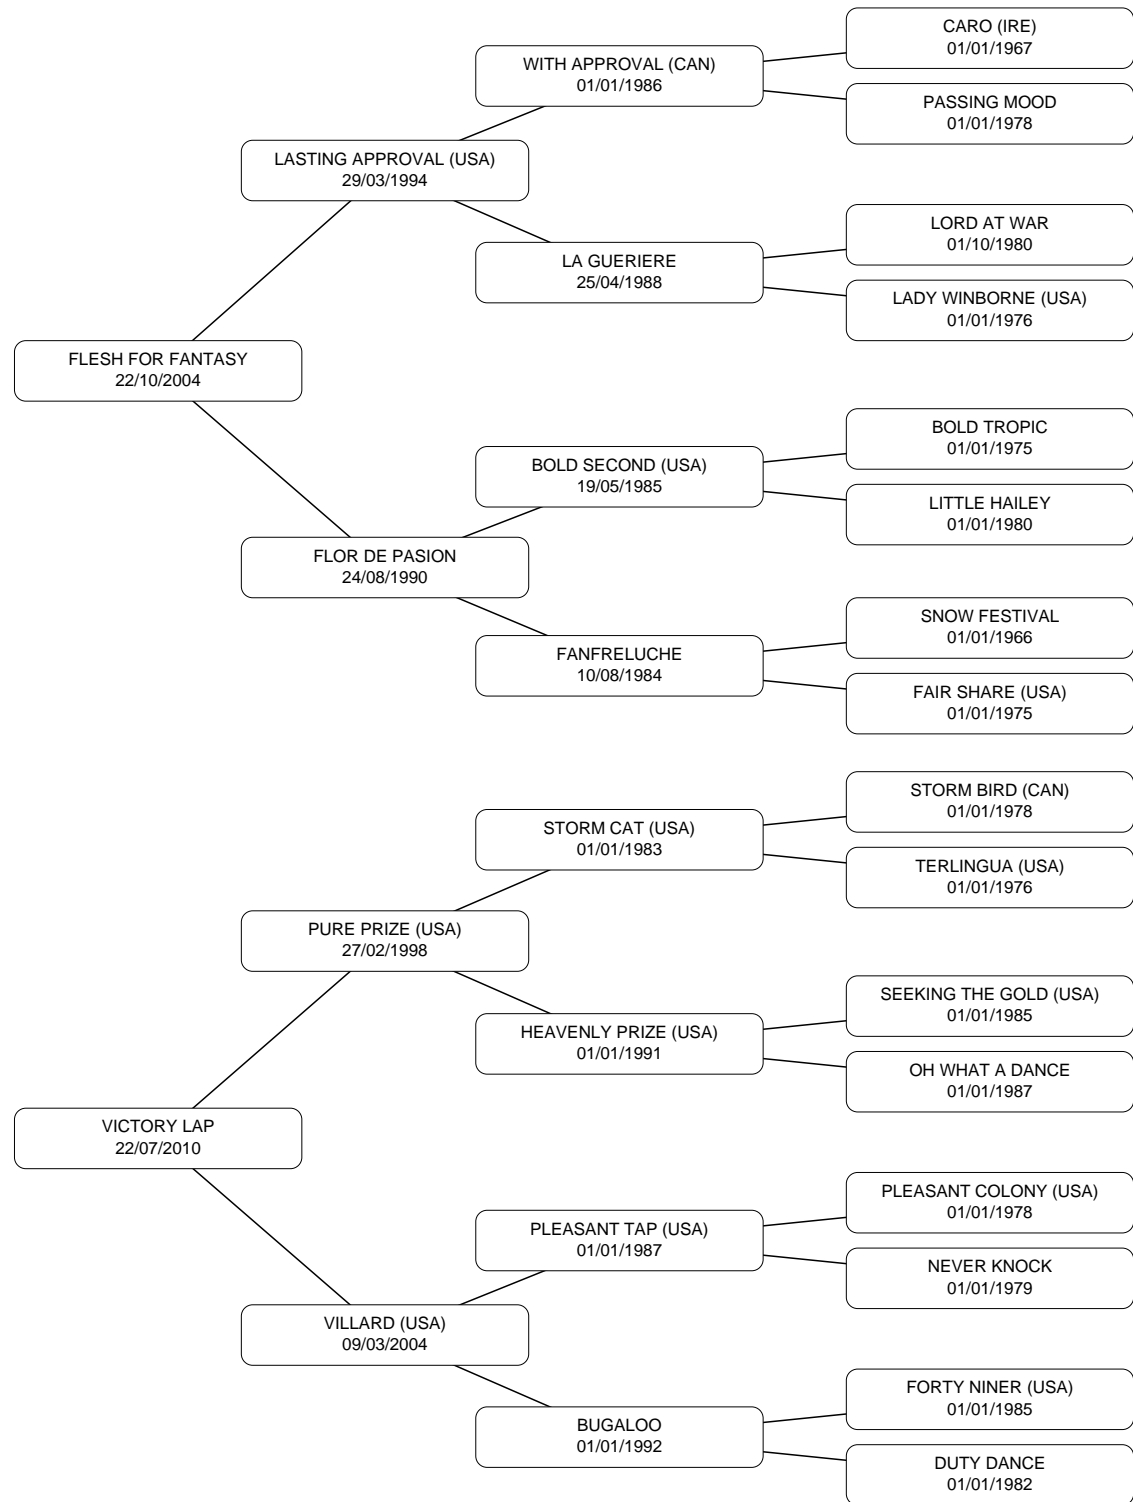 CARO (IRE)
01/01/1967
WITH APPROVAL (CAN)
01/01/1986
PASSING MOOD
01/01/1978
LASTING APPROVAL (USA)
29/03/1994
LORD AT WAR
01/10/1980
LA GUERIERE
25/04/1988
LADY WINBORNE (USA)
01/01/1976
FLESH FOR FANTASY
22/10/2004
BOLD TROPIC
01/01/1975
BOLD SECOND (USA)
19/05/1985
LITTLE HAILEY
01/01/1980
FLOR DE PASION
24/08/1990
SNOW FESTIVAL
01/01/1966
FANFRELUCHE
10/08/1984
FAIR SHARE (USA)
01/01/1975
STORM BIRD (CAN)
01/01/1978
STORM CAT (USA)
01/01/1983
TERLINGUA (USA)
01/01/1976
PURE PRIZE (USA)
27/02/1998
SEEKING THE GOLD (USA)
01/01/1985
HEAVENLY PRIZE (USA)
01/01/1991
OH WHAT A DANCE
01/01/1987
VICTORY LAP
22/07/2010
PLEASANT COLONY (USA)
01/01/1978
PLEASANT TAP (USA)
01/01/1987
NEVER KNOCK
01/01/1979
VILLARD (USA)
09/03/2004
FORTY NINER (USA)
01/01/1985
BUGALOO
01/01/1992
DUTY DANCE
01/01/1982